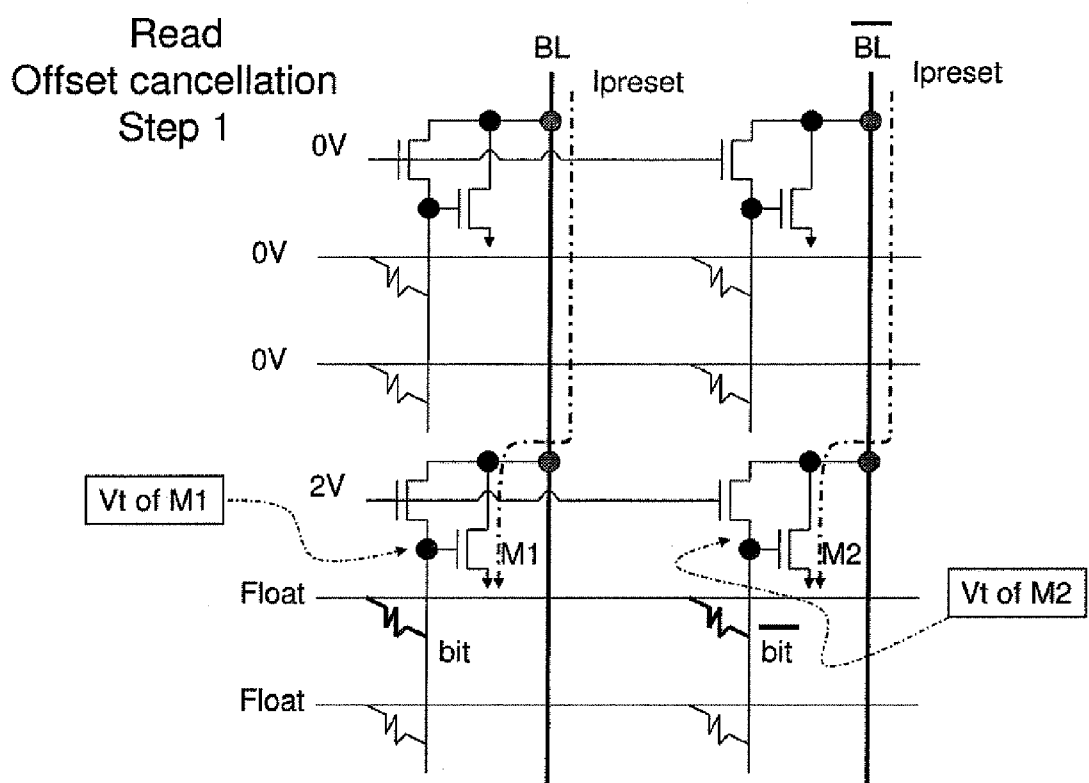 Read
Offset cancellation
Step 1
BL
Ipreset
BL
Ipreset
0V
0V
0V
Vt of M1
2V
M1
M2
Float
bit
bit
Vt of M2
Float